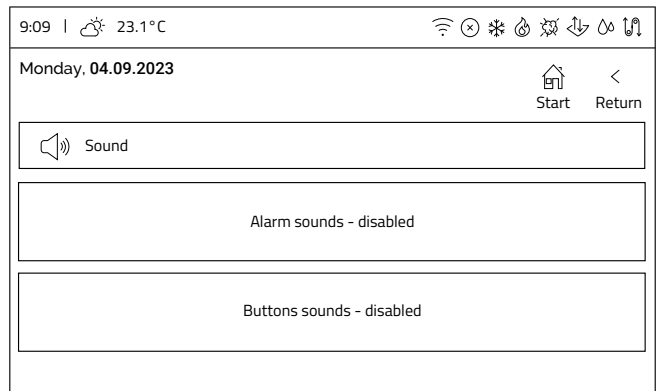 9:09 | 23.1°C
Monday, 04.09.2023
Start Return
Sound
Alarm sounds - disabled
Buttons sounds - disabled